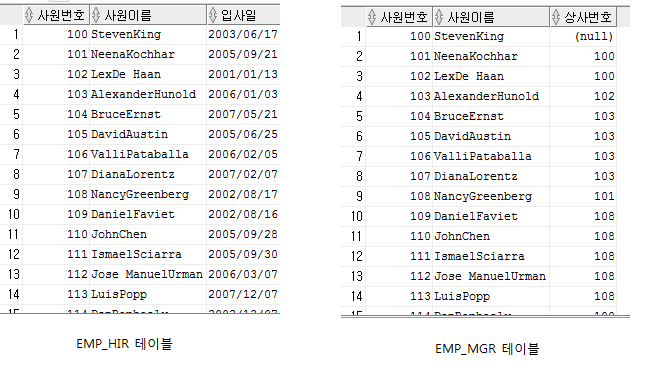 사원번호 사원이름 입사일
1 100 StevenKing 2003/06/17
2 101 NeenaKochhar 2005/09/21
3 102 LexDe Haan 2001/01/13
4 103 AlexanderHunold 2006/01/03
5 104 BruceErnst 2007/05/21
6 105 DavidAustin 2005/06/25
7 106 ValliPataballa 2006/02/05
8 107 DianaLorentz 2007/02/07
9 108 NancyGreenberg 2002/08/17
10 109 DanielFaviet 2002/08/16
11 110 JohnChen 2005/09/28
12 111 IsmaelSciarra 2005/09/30
13 112 Jose ManuelUrman 2006/03/07
14 113 LuisPopp 2007/12/07
EMP_HIR 테이블
사원번호 사원이름 상사번호
1 100 StevenKing (null)
2 101 NeenaKochhar 100
3 102 LexDe Haan 100
4 103 AlexanderHunold 102
5 104 BruceErnst 103
6 105 DavidAustin 103
7 106 ValliPataballa 103
8 107 DianaLorentz 103
9 108 NancyGreenberg 101
10 109 DanielFaviet 108
11 110 JohnChen 108
12 111 IsmaelSciarra 108
13 112 Jose ManuelUrman 108
14 113 LuisPopp 108
EMP_MGR 테이블